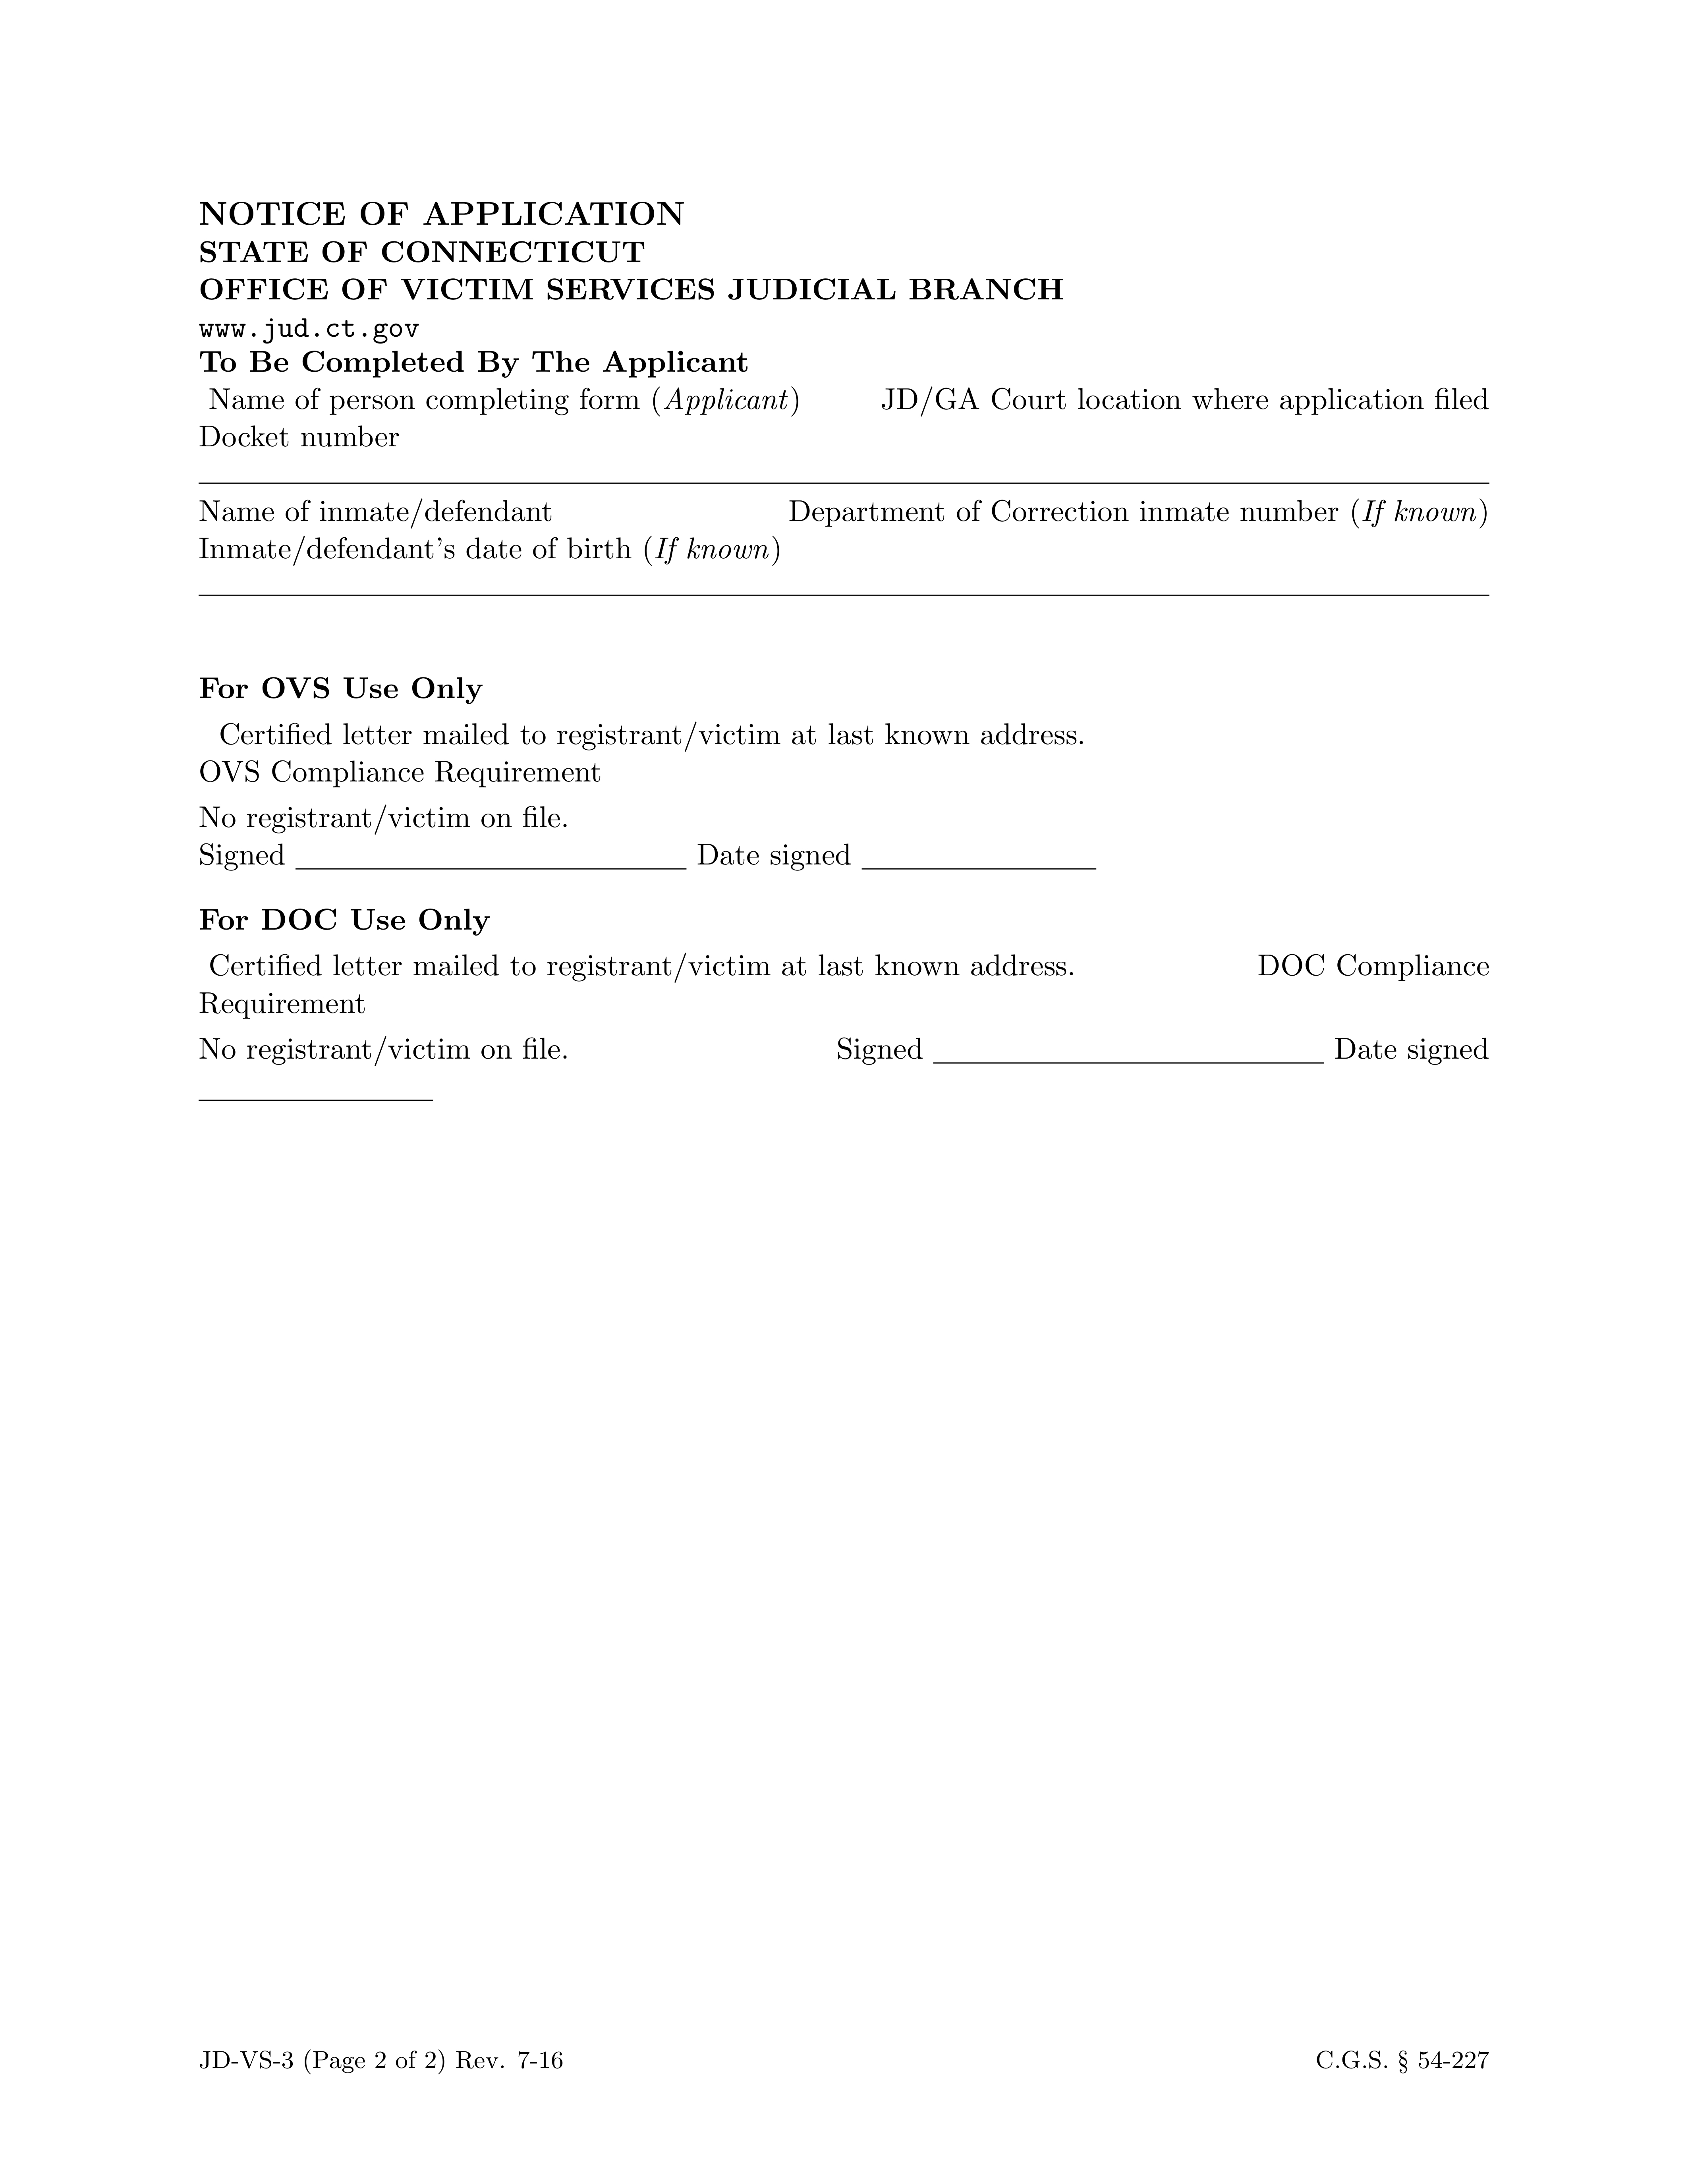 NOTICE OF APPLICATION
STATE OF CONNECTICUT
OFFICE OF VICTIM SERVICES JUDICIAL BRANCH
www.jud.ct.gov
To Be Completed By The Applicant
Name of person completing form (Applicant) JD/GA Court location where application filed
Docket number
Name of inmate/defendant Department of Correction inmate number (If known)
Inmate/defendant's date of birth (If known)
For OVS Use Only
Certified letter mailed to registrant/victim at last known address.
OVS Compliance Requirement
No registrant/victim on file.
Signed Date signed
For DOC Use Only
Certified letter mailed to registrant/victim at last known address. DOC Compliance
Requirement
No registrant/victim on file. Signed Date signed
JD-VS-3 (Page 2 of 2) Rev. 7-16 C.G.S. § 54-227